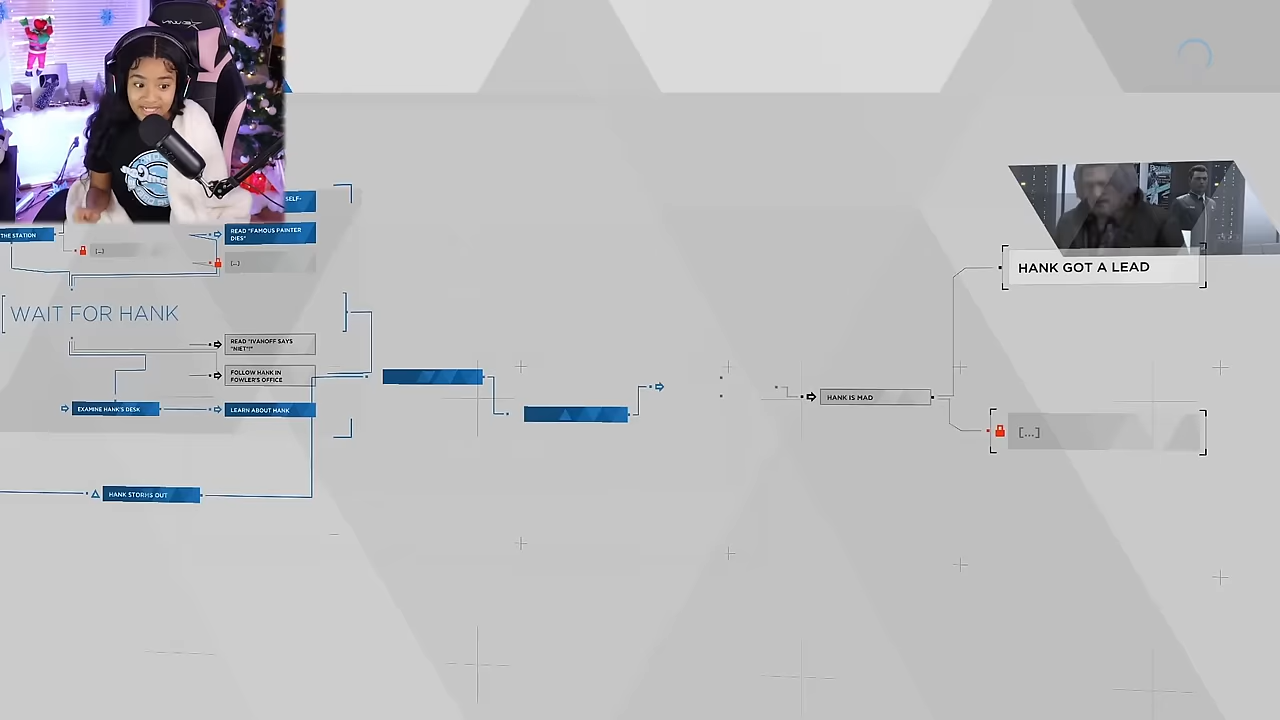 SELF-
THE STATION
READ "FAMOUS PAINTER
DIES"
[...]
[...]
WAIT FOR HANK
READ "IVANOFF SAYS
"NIET"!"
FOLLOW HANK IN
FOWLER'S OFFICE
EXAMINE HANK'S DESK
LEARN ABOUT HANK
HANK STORMS OUT
HANK IS MAD
HANK GOT A LEAD
[...]